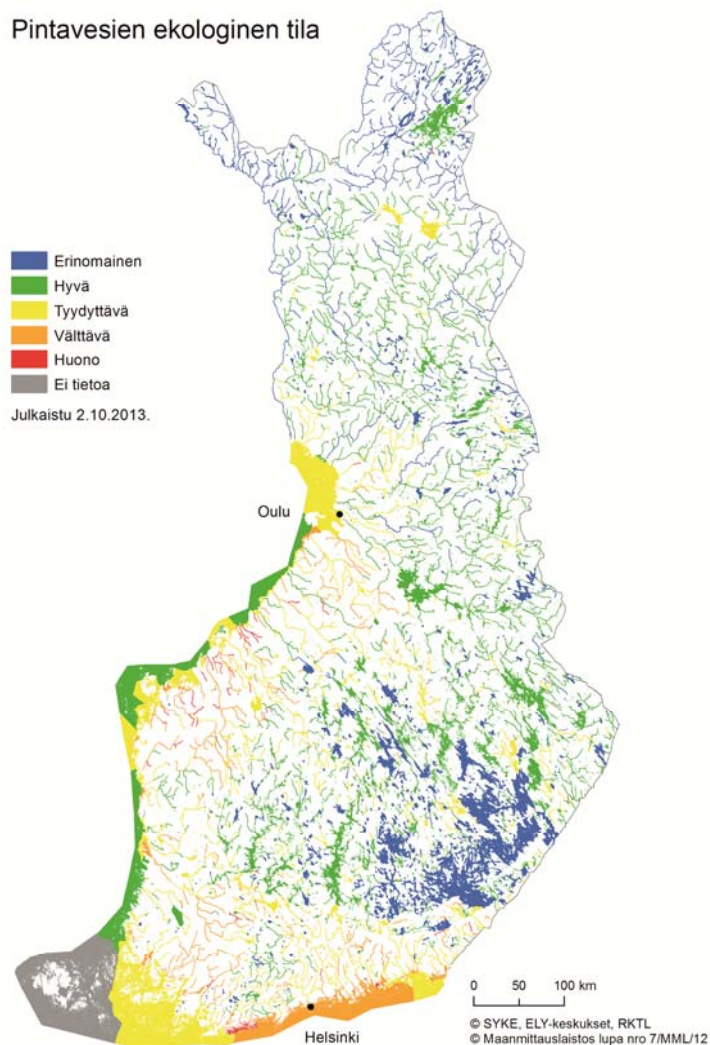 Pintavesien ekologinen tila
Erinomainen
Hyvä
Tyydyttävä
Välttävä
Huono
Ei tietoa
Julkaistu 2.10.2013.
Oulu
Helsinki
0 50 100 km
© SYKE, ELY-keskukset, RKTL
© Maanmittauslaitos lupa nro 7/MML/12